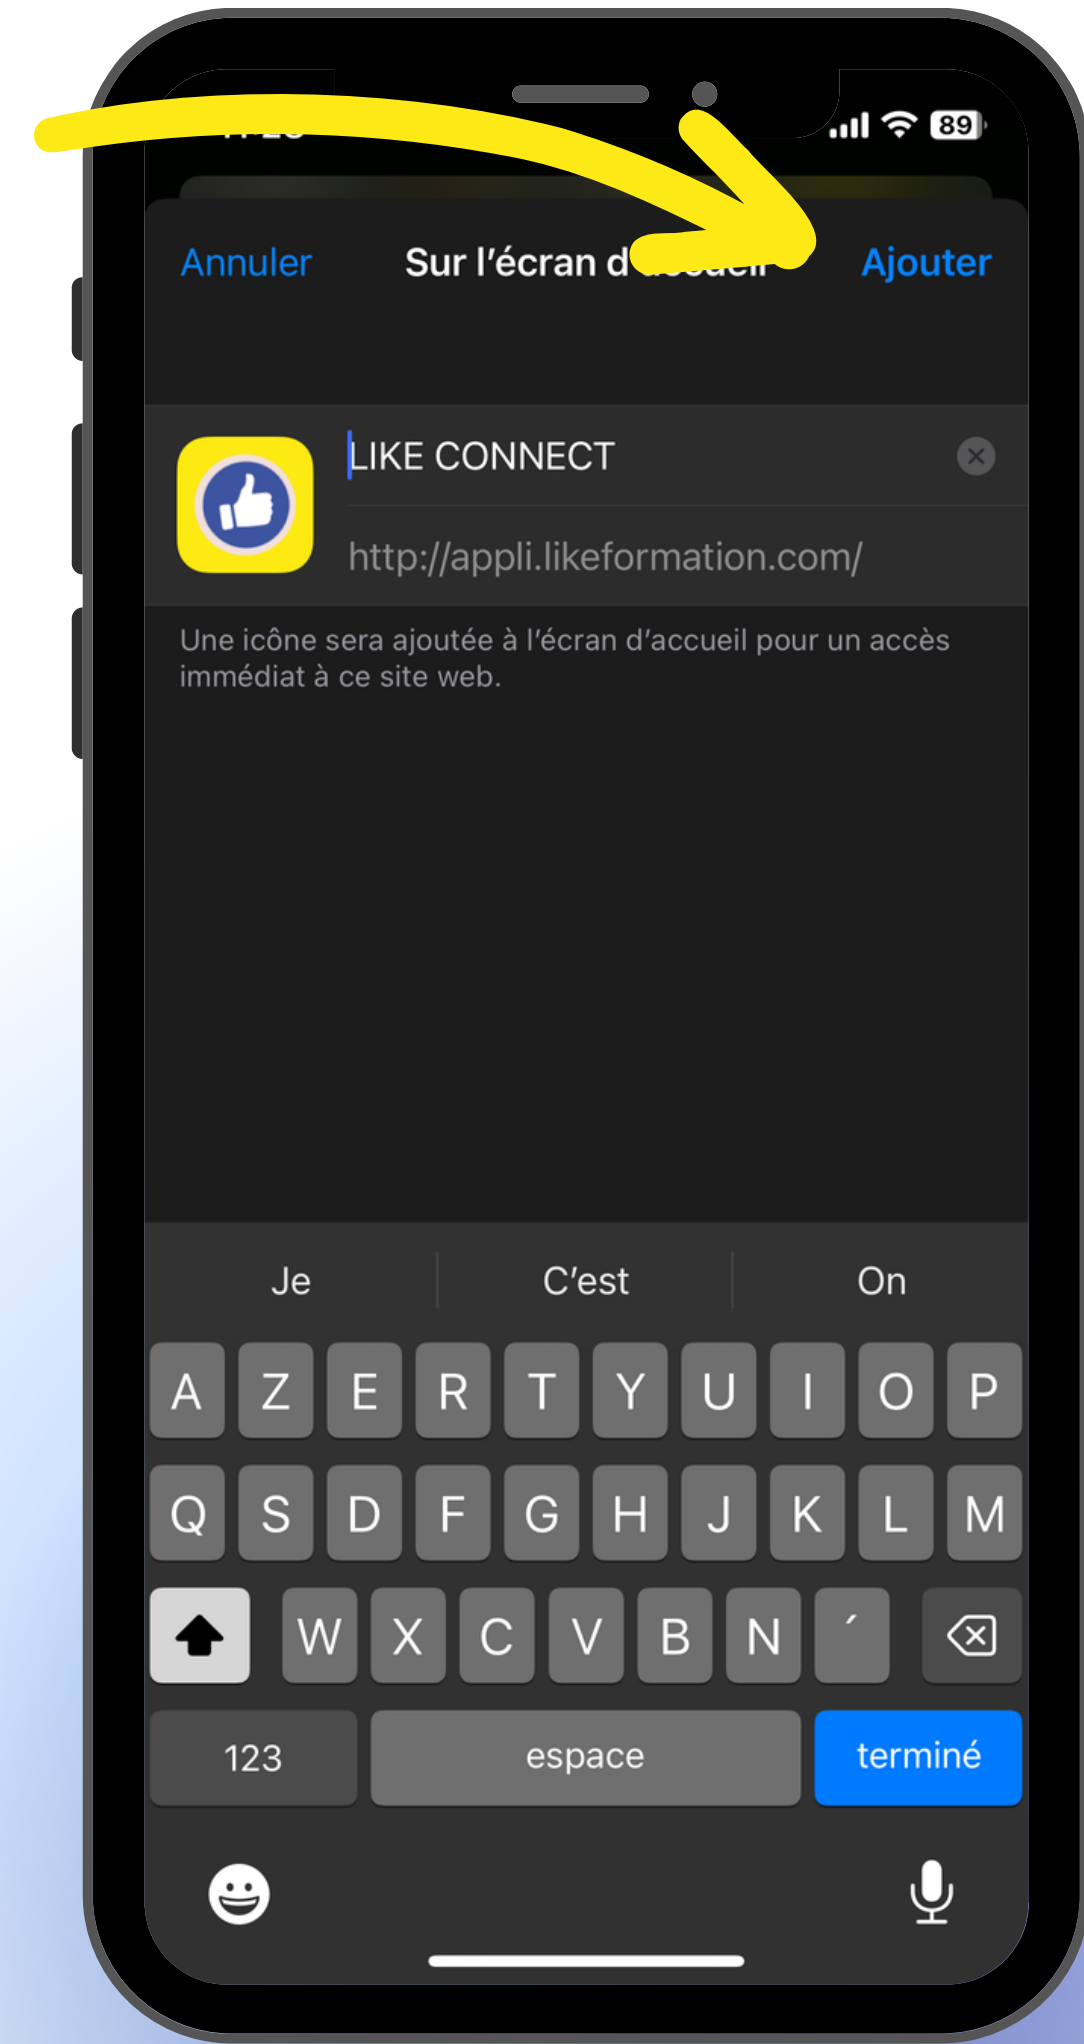 89
Annuler Sur l'écran d'accueil Ajouter
LIKE CONNECT
http://appli.likeformation.com/
Une icône sera ajoutée à l'écran d'accueil pour un accès
immédiat à ce site web.
Je C'est On
A Z E R T Y U I O P
Q S D F G H J K L M
W X C V B N ´
123 espace terminé